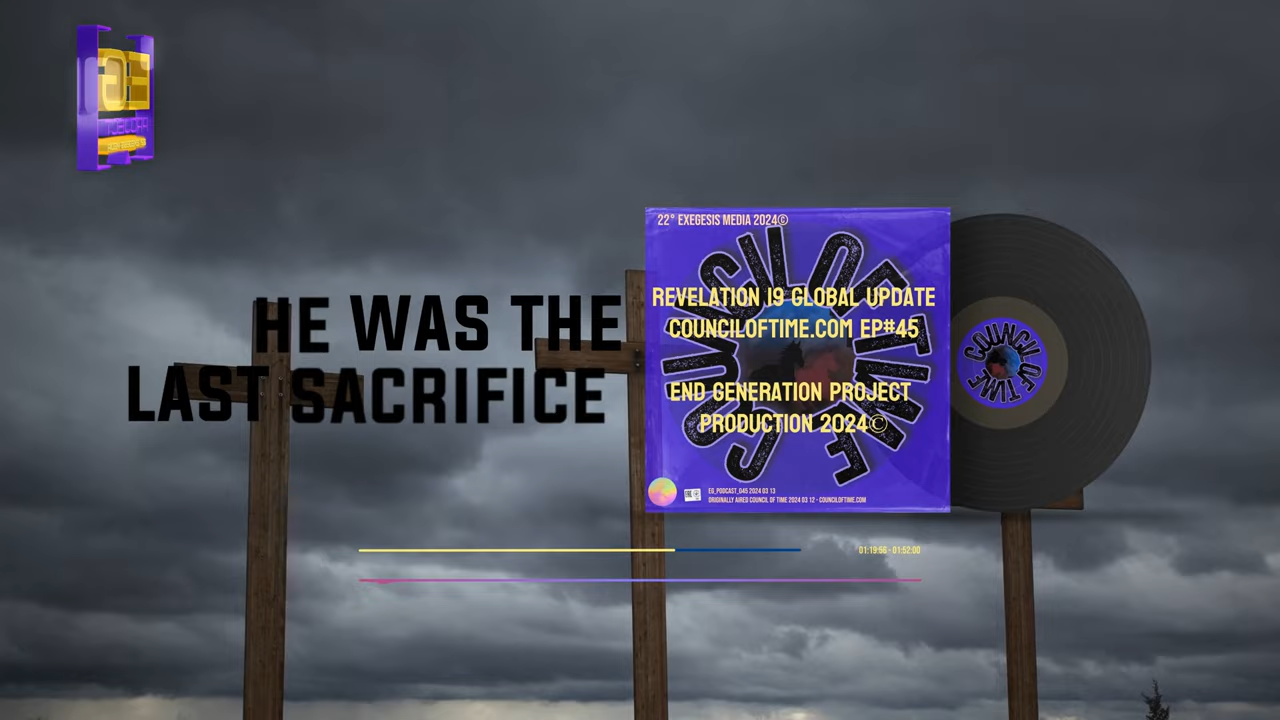 22° EXEGESIS MEDIA 2024©
COUNCIL OF TIME
REVELATION 19 GLOBAL UPDATE
COUNCILOFTIME.COM EP#45
END GENERATION PROJECT
PRODUCTION 2024©
EG_PODCAST_045 2024 03 13
ORIGINALLY AIRED COUNCIL OF TIME 2024 03 12 - COUNCILOFTIME.COM
COUNCIL OF TIME
HE WAS THE
LAST SACRIFICE
01:19:56 - 01:52:00